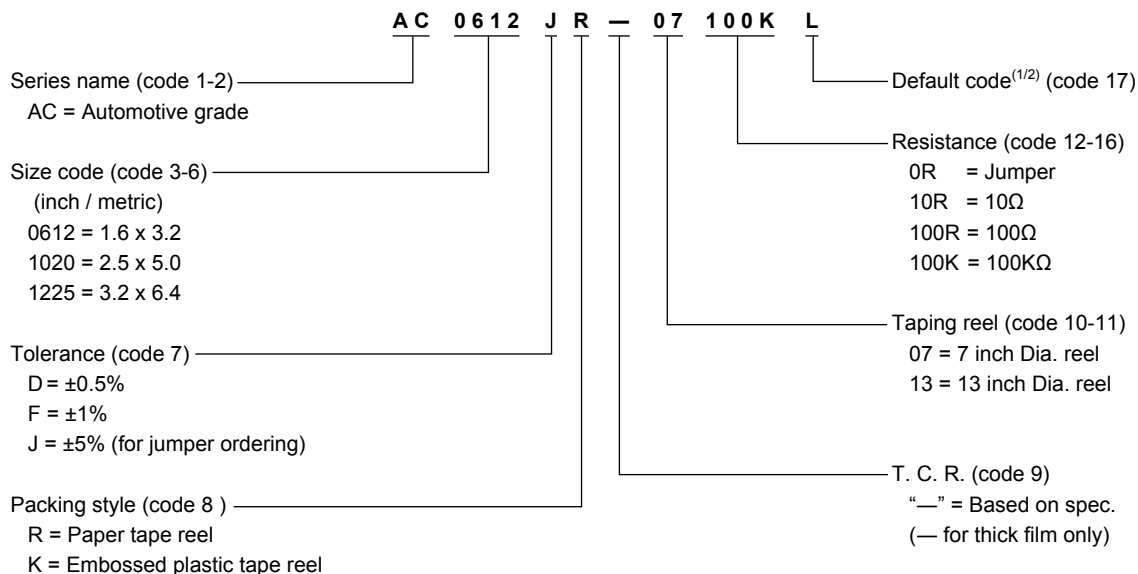 AC 0612 J R — 07 100K L
Series name (code 1-2)
AC = Automotive grade
Size code (code 3-6)
(inch / metric)
0612 = 1.6 x 3.2
1020 = 2.5 x 5.0
1225 = 3.2 x 6.4
Tolerance (code 7)
D = ±0.5%
F = ±1%
J = ±5% (for jumper ordering)
Packing style (code 8 )
R = Paper tape reel
K = Embossed plastic tape reel
Default code(1/2) (code 17)
Resistance (code 12-16)
0R = Jumper
10R = 10Ω
100R = 100Ω
100K = 100KΩ
Taping reel (code 10-11)
07 = 7 inch Dia. reel
13 = 13 inch Dia. reel
T. C. R. (code 9)
“—” = Based on spec.
(— for thick film only)